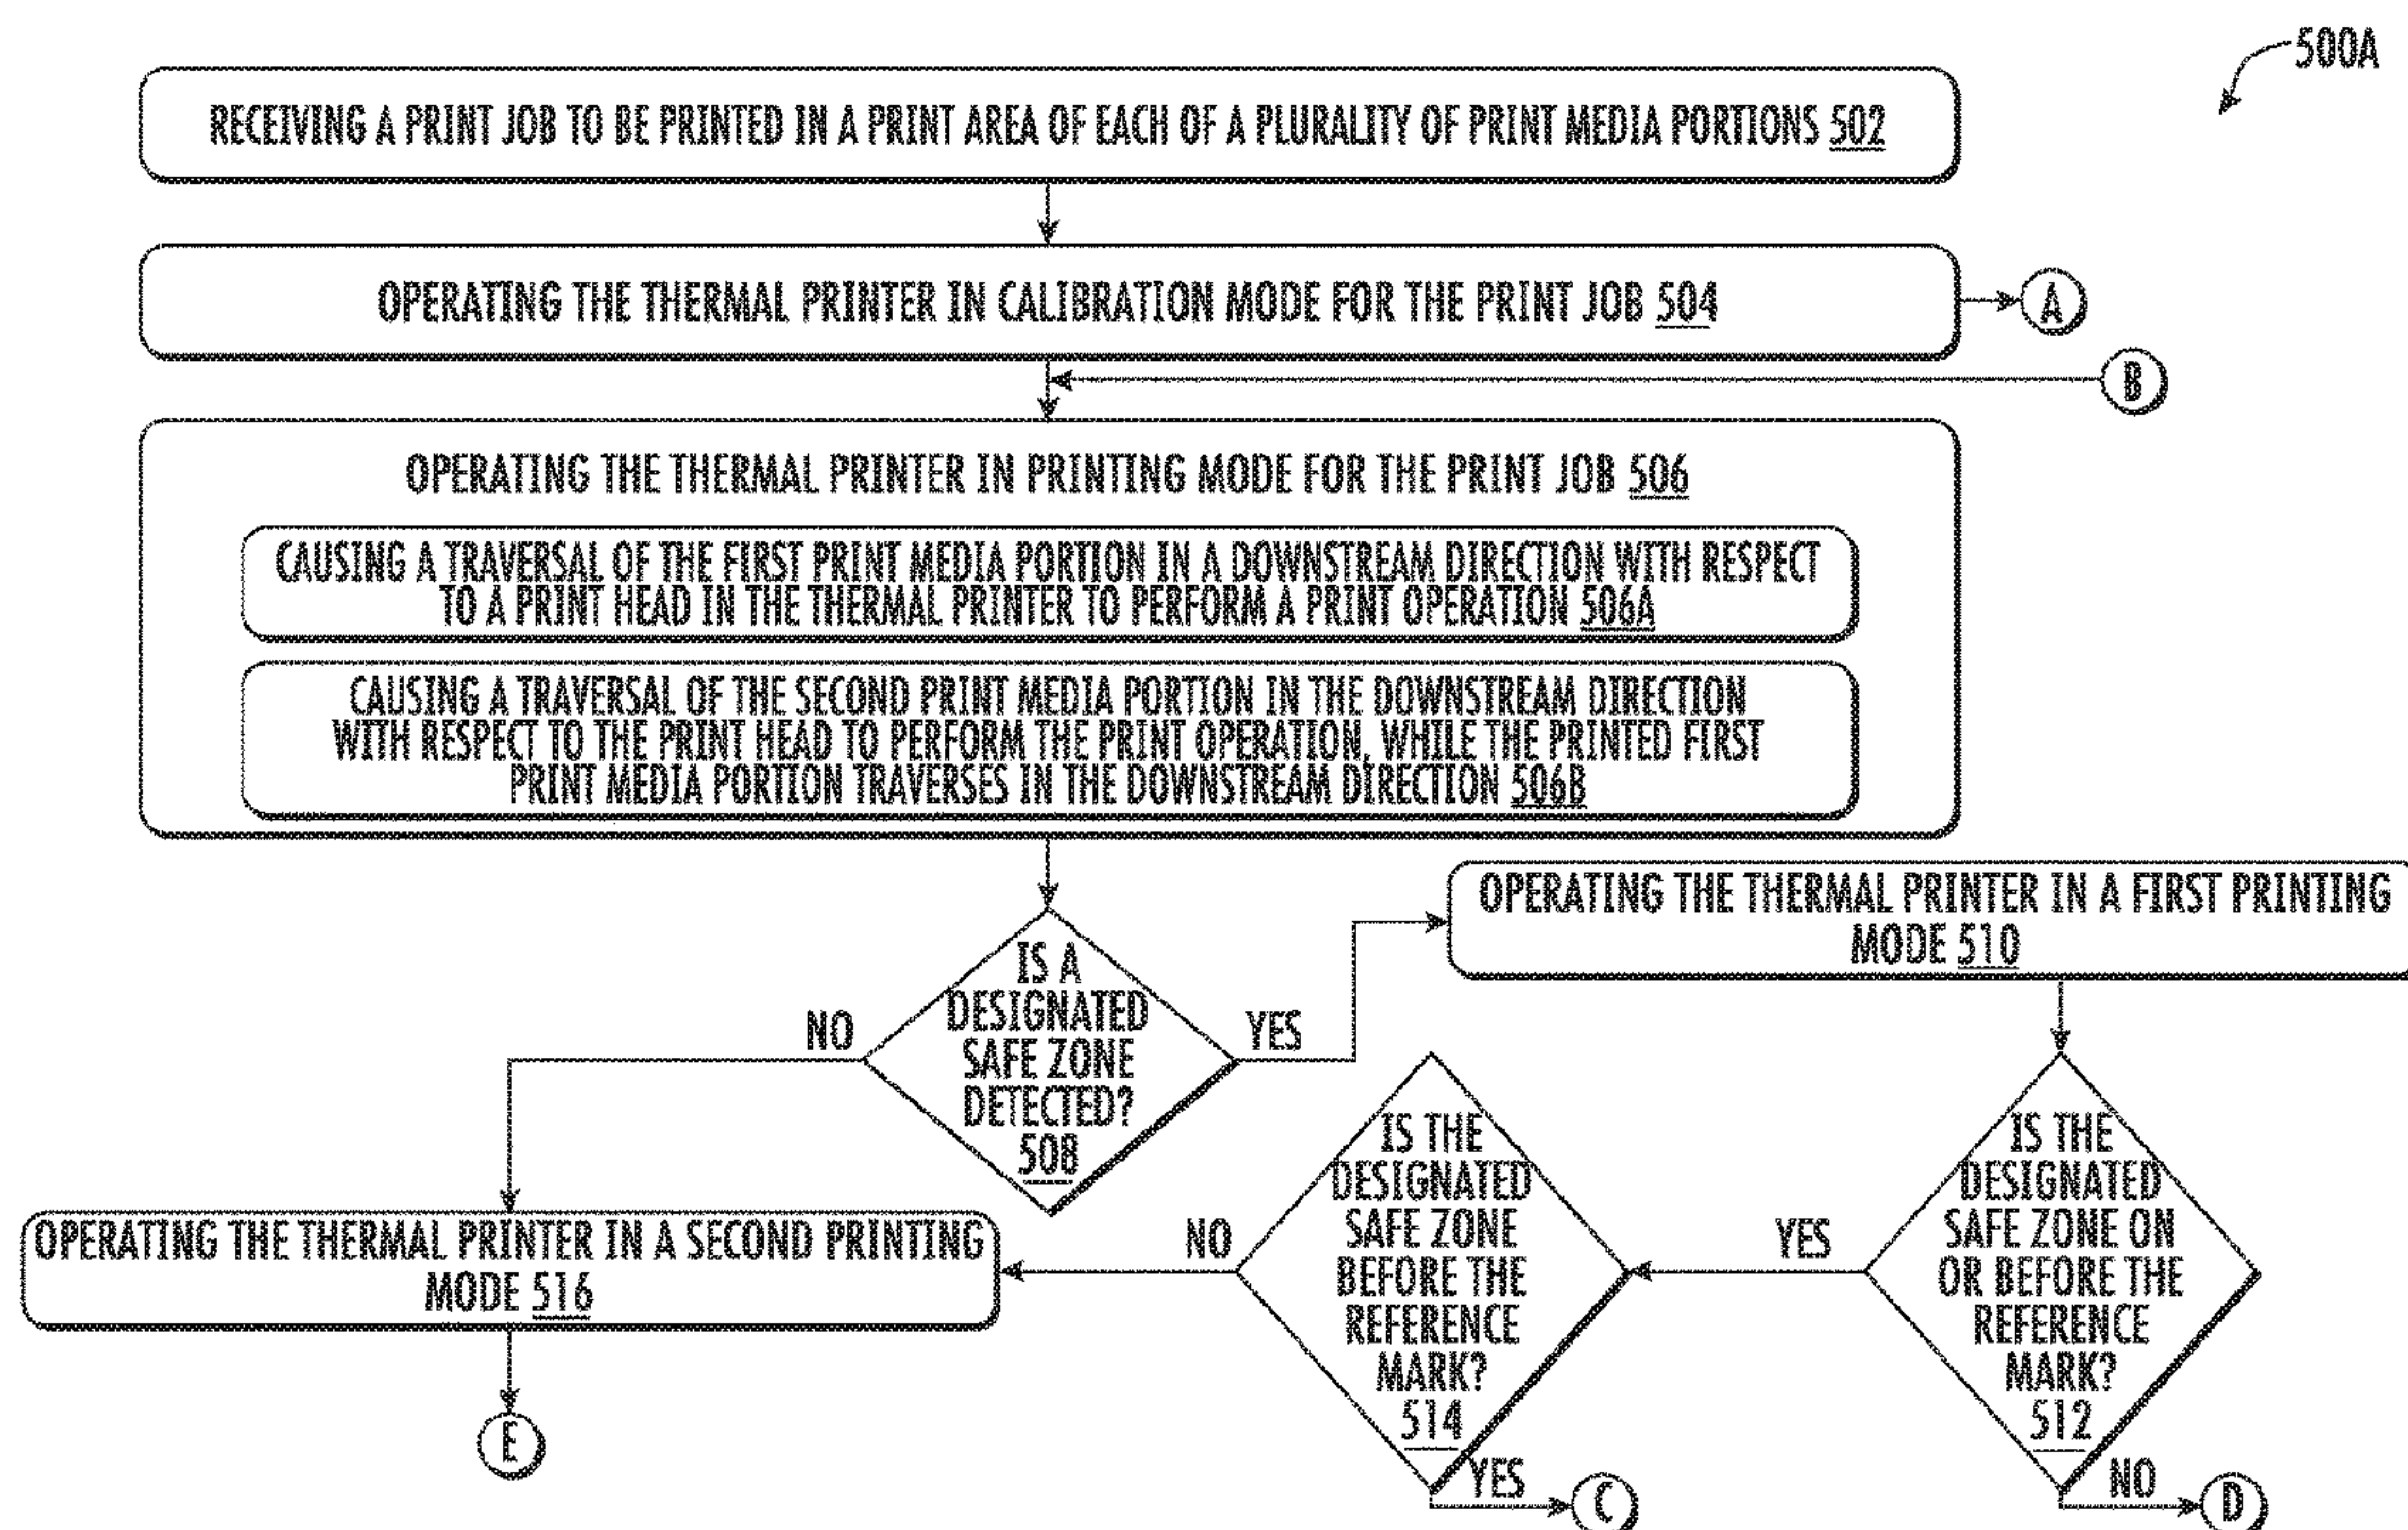 500A
RECEIVING A PRINT JOB TO BE PRINTED IN A PRINT AREA OF EACH OF A PLURALITY OF PRINT MEDIA PORTIONS 502
OPERATING THE THERMAL PRINTER IN CALIBRATION MODE FOR THE PRINT JOB 504
A
B
OPERATING THE THERMAL PRINTER IN PRINTING MODE FOR THE PRINT JOB 506
CAUSING A TRAVERSAL OF THE FIRST PRINT MEDIA PORTION IN A DOWNSTREAM DIRECTION WITH RESPECT
TO A PRINT HEAD IN THE THERMAL PRINTER TO PERFORM A PRINT OPERATION 506A
CAUSING A TRAVERSAL OF THE SECOND PRINT MEDIA PORTION IN THE DOWNSTREAM DIRECTION
WITH RESPECT TO THE PRINT HEAD TO PERFORM THE PRINT OPERATION, WHILE THE PRINTED FIRST
PRINT MEDIA PORTION TRAVERSES IN THE DOWNSTREAM DIRECTION 506B
IS A
DESIGNATED
SAFE ZONE
DETECTED?
508
NO
YES
OPERATING THE THERMAL PRINTER IN A FIRST PRINTING
MODE 510
IS THE
DESIGNATED
SAFE ZONE ON
OR BEFORE THE
REFERENCE
MARK?
512
YES
NO
D
IS THE
DESIGNATED
SAFE ZONE
BEFORE THE
REFERENCE
MARK?
514
NO
YES
C
OPERATING THE THERMAL PRINTER IN A SECOND PRINTING
MODE 516
E